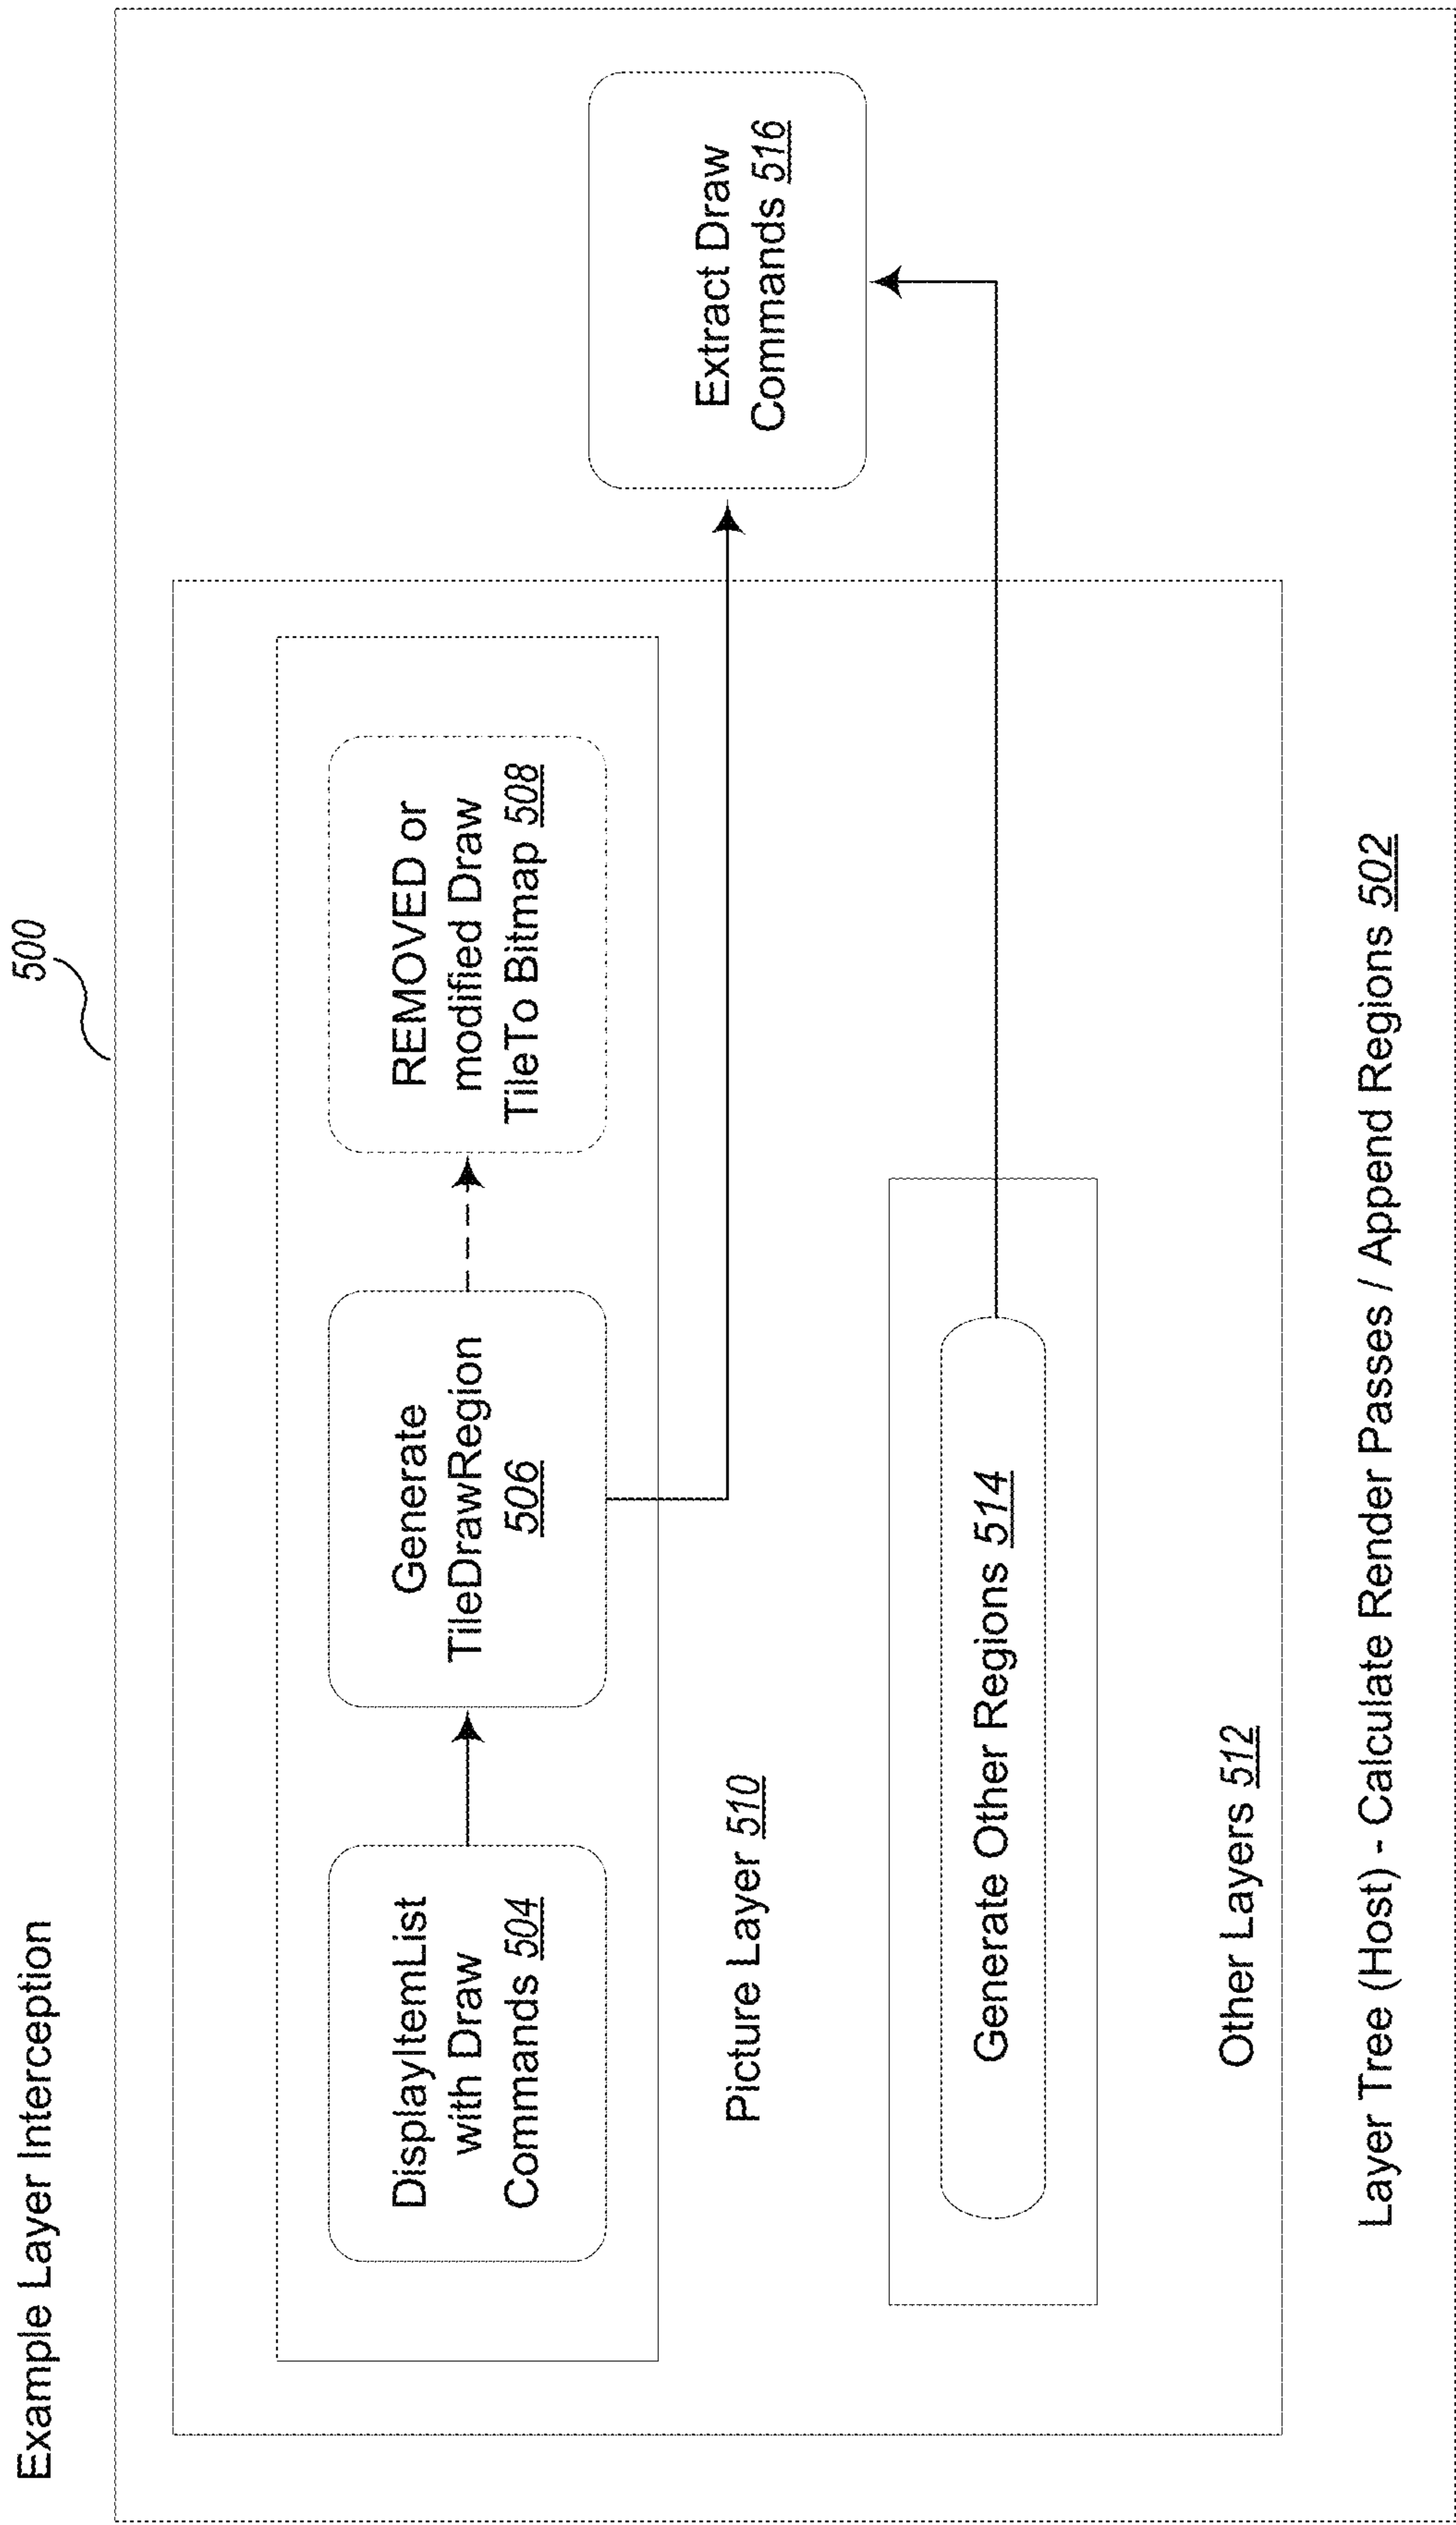 Example Layer Interception
500
DisplayItemList
with Draw
Commands 504
Generate
TileDrawRegion
506
REMOVED or
modified Draw
TileTo Bitmap 508
Picture Layer 510
Extract Draw
Commands 516
Generate Other Regions 514
Other Layers 512
Layer Tree (Host) - Calculate Render Passes / Append Regions 502